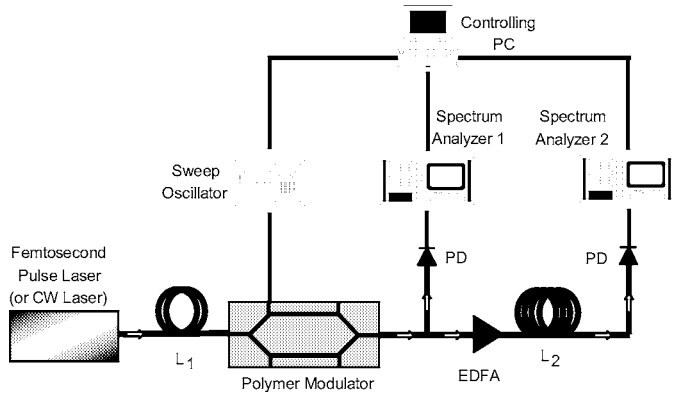 Controlling
PC
Spectrum
Analyzer 1
Spectrum
Analyzer 2
Sweep
Oscillator
Femtosecond
Pulse Laser
(or CW Laser)
PD
PD
L1
L2
EDFA
Polymer Modulator